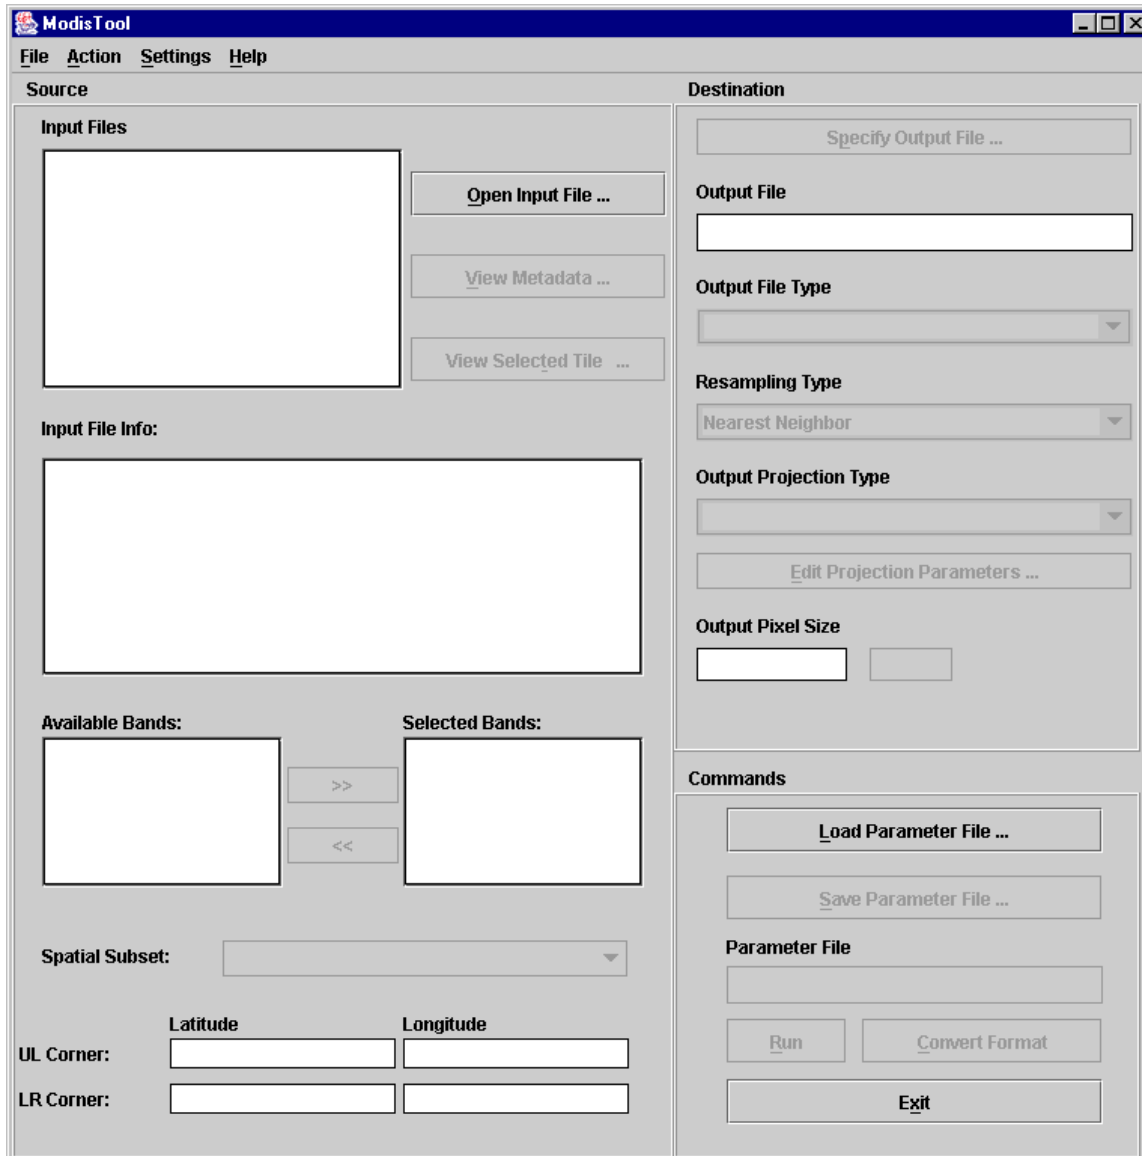 ModisTool
File Action Settings Help
Source
Input Files
Open Input File ...
View Metadata ...
View Selected Tile ...
Input File Info:
Available Bands:
Selected Bands:
>>
<<
Spatial Subset:
Latitude
Longitude
UL Corner:
LR Corner:
Destination
Specify Output File ...
Output File
Output File Type
Resampling Type
Nearest Neighbor
Output Projection Type
Edit Projection Parameters ...
Output Pixel Size
Commands
Load Parameter File ...
Save Parameter File ...
Parameter File
Run
Convert Format
Exit